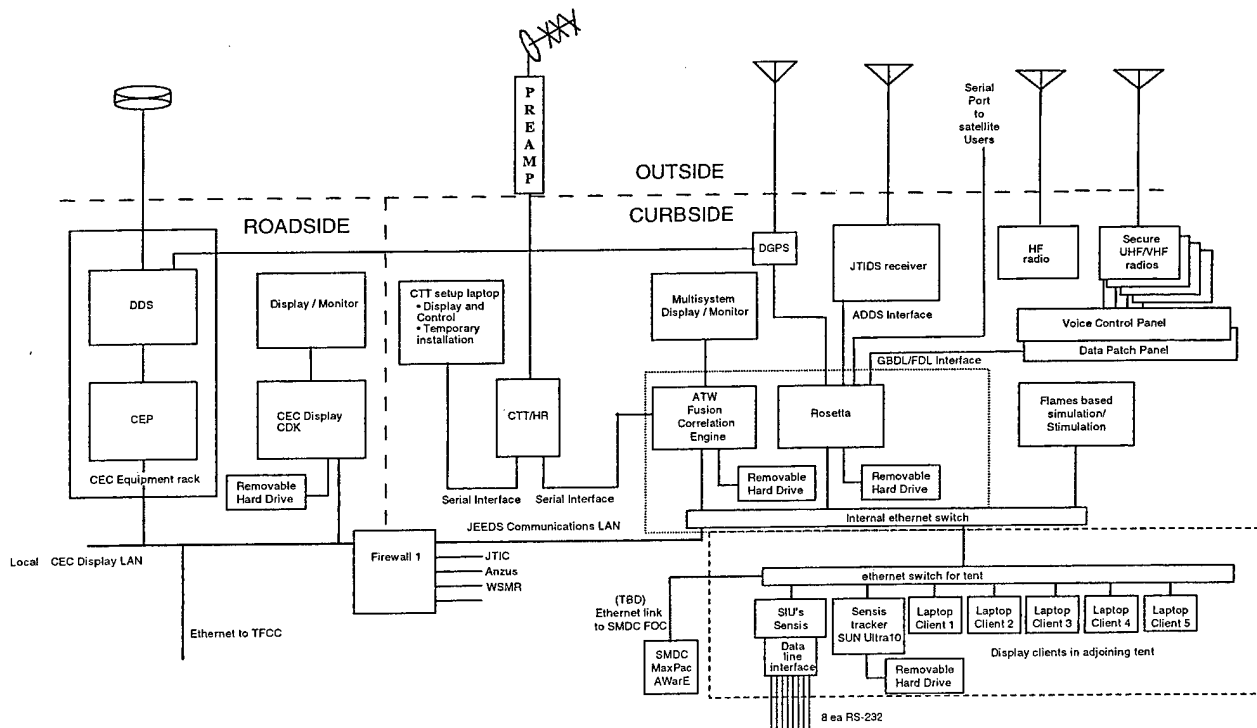 PREAMP
Serial
Port
to
satellite
Users
OUTSIDE
ROADSIDE
CURBSIDE
DDS
CEP
CEC Equipment rack
Display / Monitor
CEC Display
CDK
Removable
Hard Drive
CTT setup laptop
• Display and
Control
• Temporary
installation
CTT/HR
Serial Interface
Serial Interface
DGPS
Multisystem
Display / Monitor
JTIDS receiver
ADDS Interface
HF
radio
Secure
UHF/VHF
radios
Voice Control Panel
Data Patch Panel
GBDL/FDL Interface
ATW
Fusion
Correlation
Engine
Rosetta
Flames based
simulation/
Stimulation
Removable
Hard Drive
Removable
Hard Drive
JEEDS Communications LAN
Internal ethernet switch
Local CEC Display LAN
Firewall 1
JTIC
Anzus
WSMR
Ethernet to TFCC
ethernet switch for tent
(TBD)
Ethernet link
to SMDC FOC
SMDC
MaxPac
AWarE
SIU's
Sensis
Data
line
interface
Sensis
tracker
SUN Ultra10
Removable
Hard Drive
Laptop
Client 1
Laptop
Client 2
Laptop
Client 3
Laptop
Client 4
Laptop
Client 5
Display clients in adjoining tent
8 ea RS-232